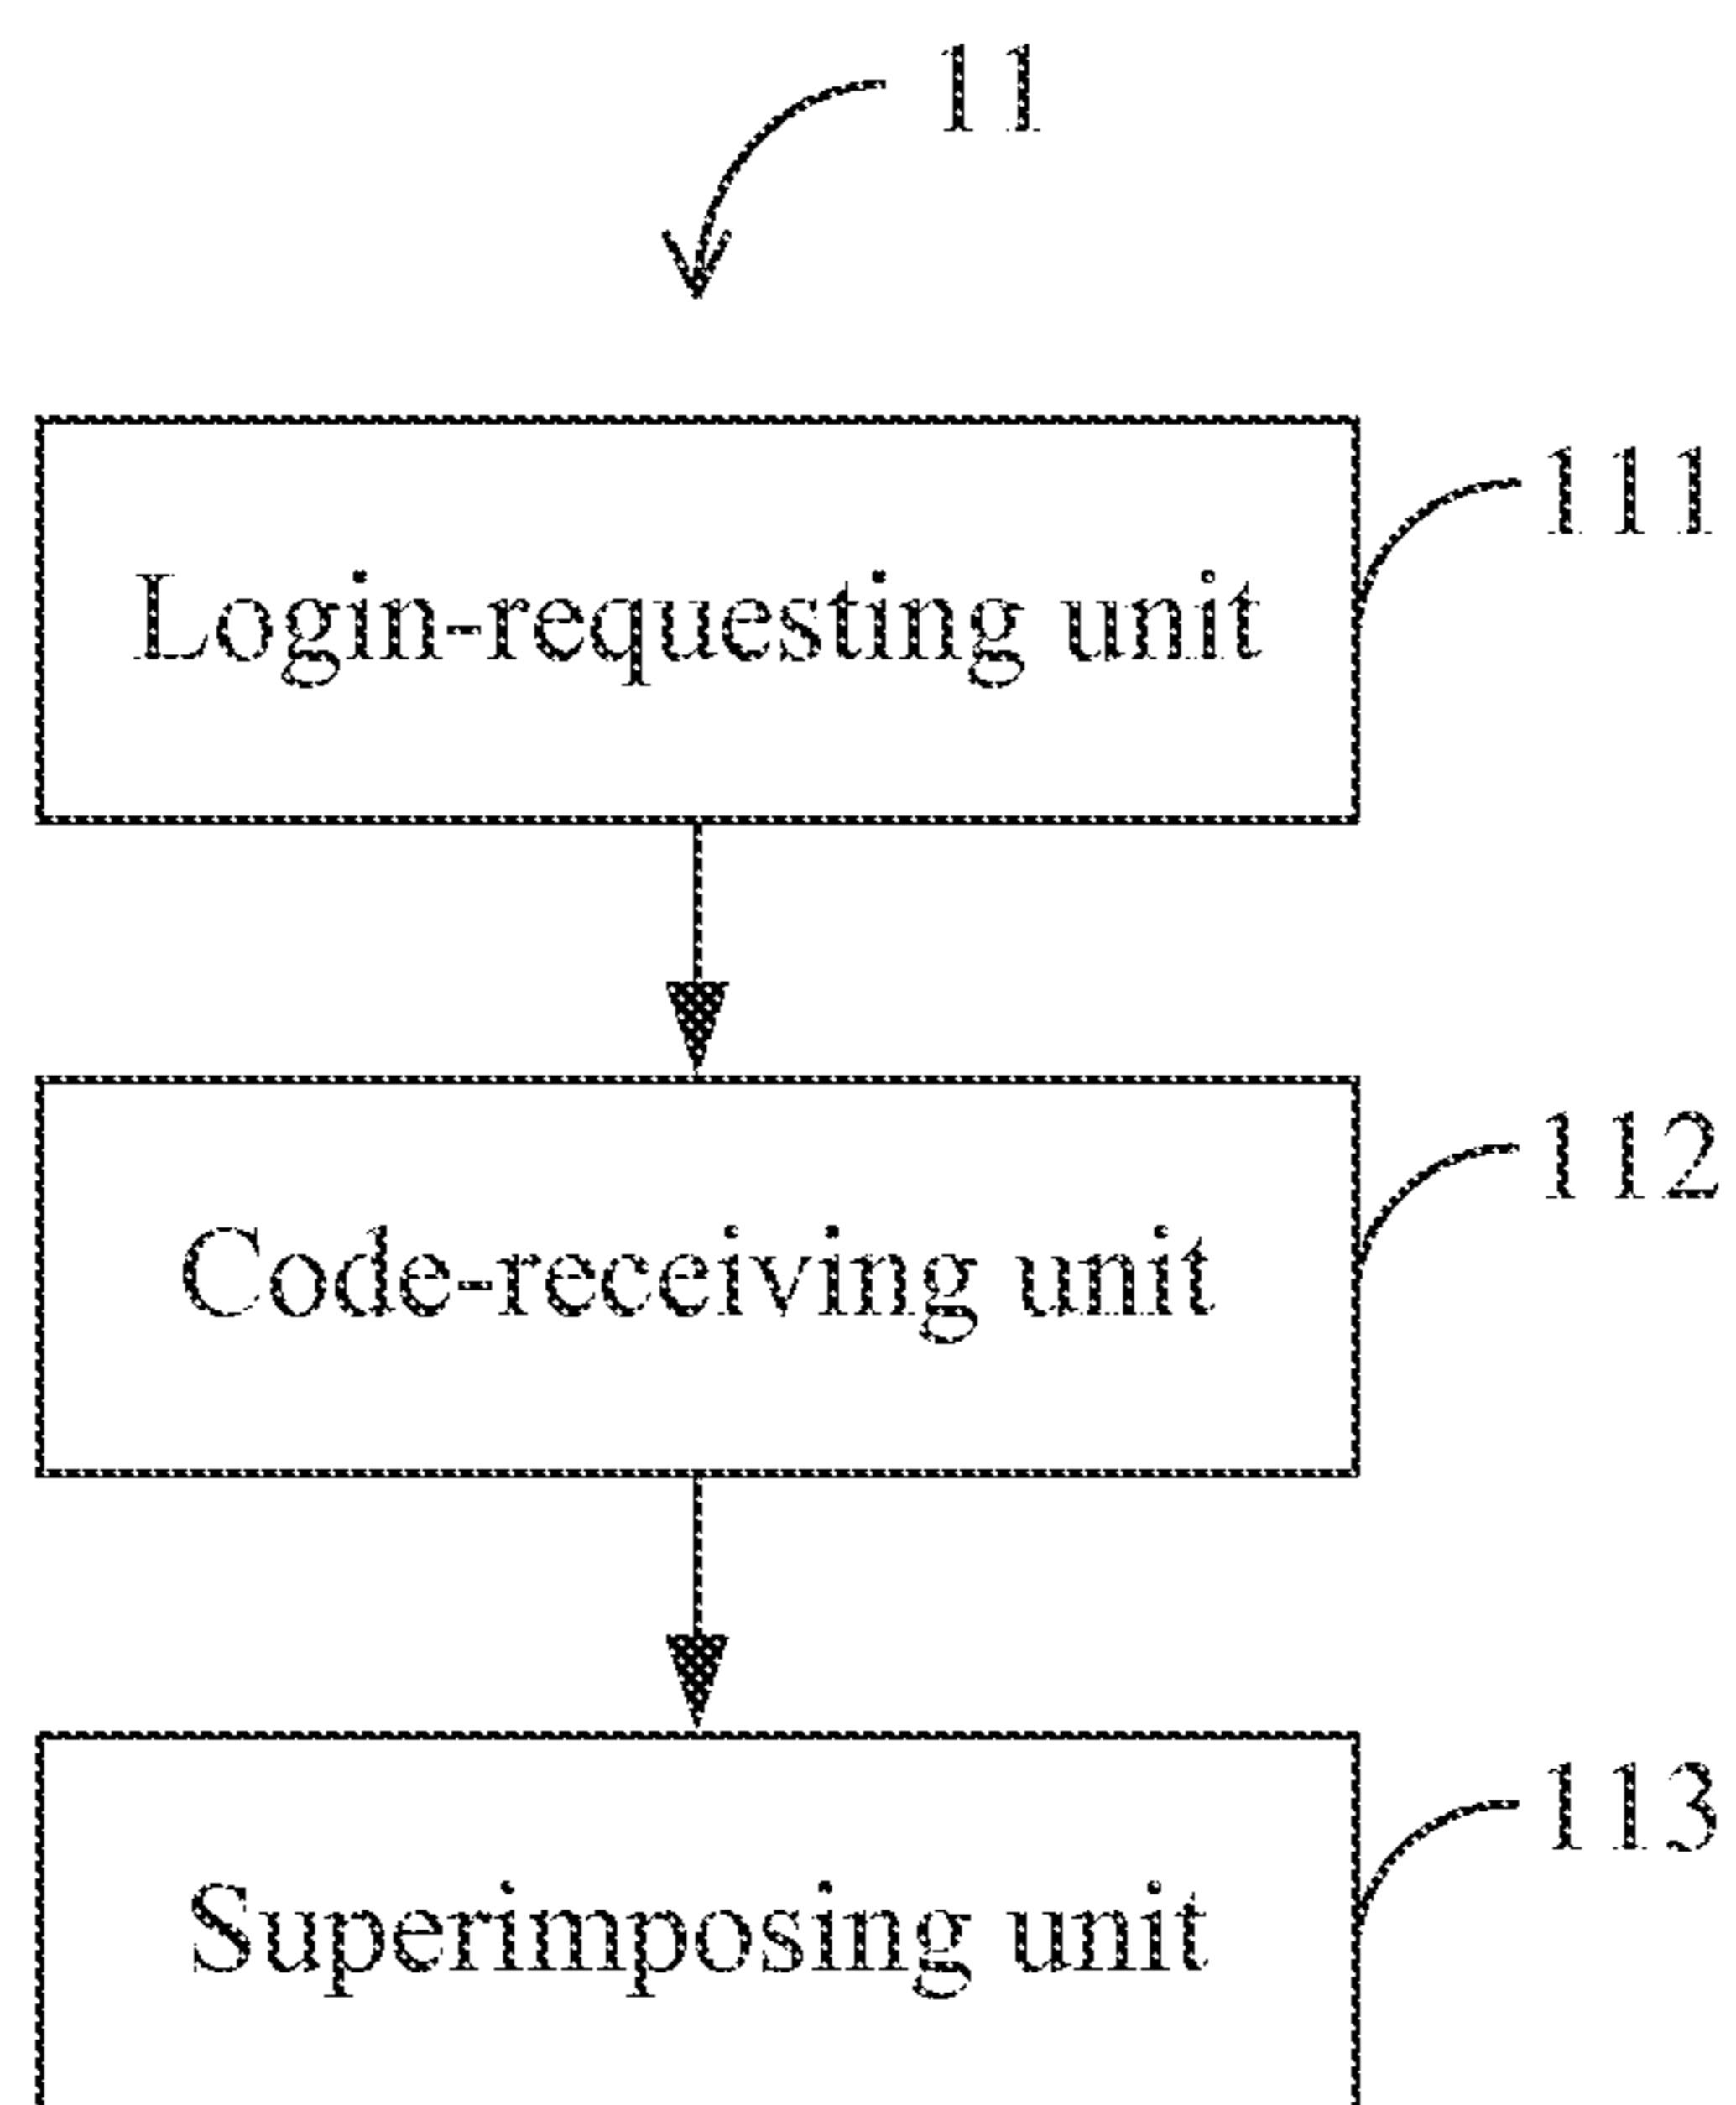 11
111
Login-requesting unit
112
Code-receiving unit
113
Superimposing unit